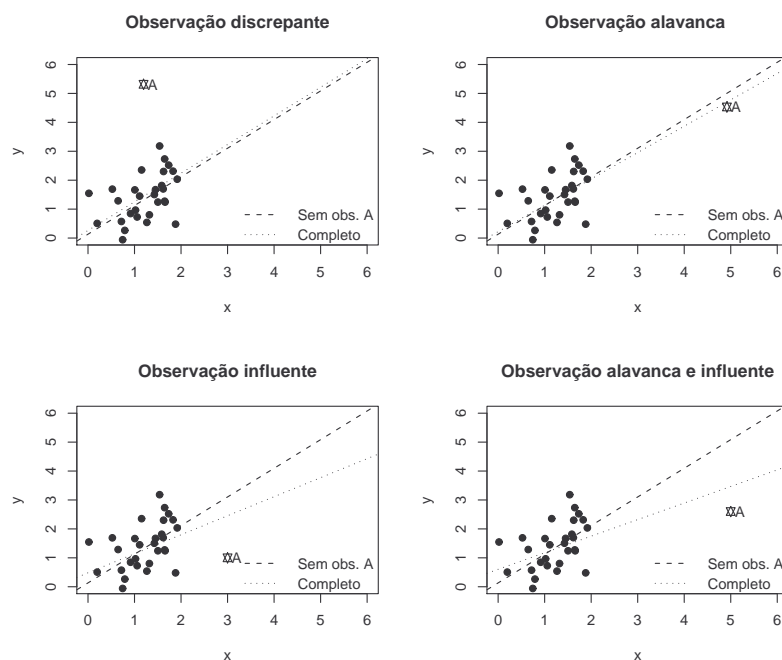 Observação discrepante
y
6
5
4
3
2
1
0
A
Sem obs. A
Completo
0 1 2 3 4 5 6
x
Observação alavanca
y
6
5
4
3
2
1
0
A
Sem obs. A
Completo
0 1 2 3 4 5 6
x
Observação influente
y
6
5
4
3
2
1
0
A
Sem obs. A
Completo
0 1 2 3 4 5 6
x
Observação alavanca e influente
y
6
5
4
3
2
1
0
A
Sem obs. A
Completo
0 1 2 3 4 5 6
x